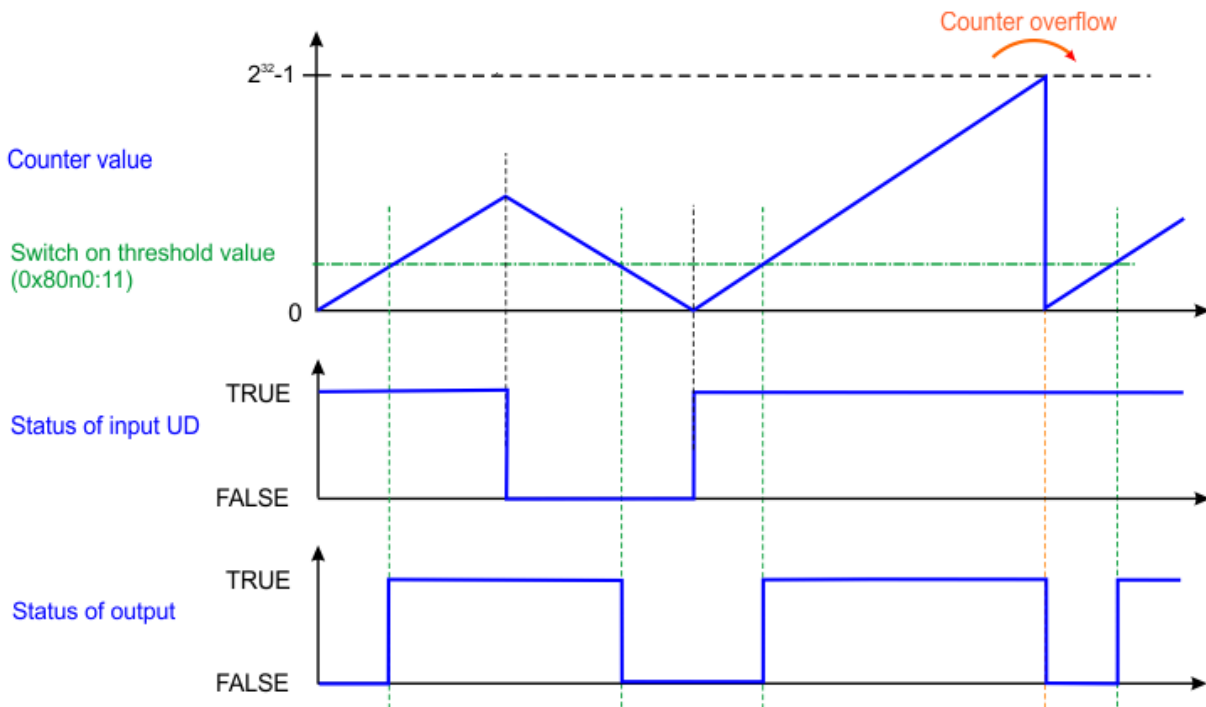 Counter overflow
2³²-1
Counter value
Switch on threshold value
(0x80n0:11)
0
TRUE
Status of input UD
FALSE
TRUE
Status of output
FALSE